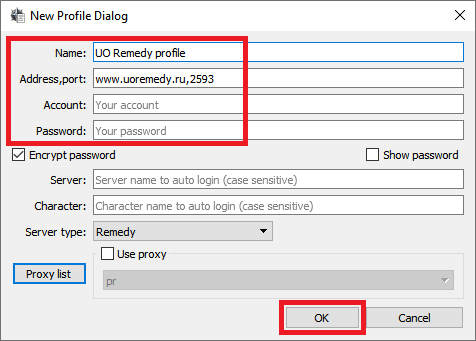 New Profile Dialog
Name: UO Remedy profile
Address,port: www.uoremedy.ru,2593
Account: Your account
Password: Your password
Encrypt password Show password
Server: Server name to auto login (case sensitive)
Character: Character name to auto login (case sensitive)
Server type: Remedy
Use proxy
Proxy list
pr
OK Cancel